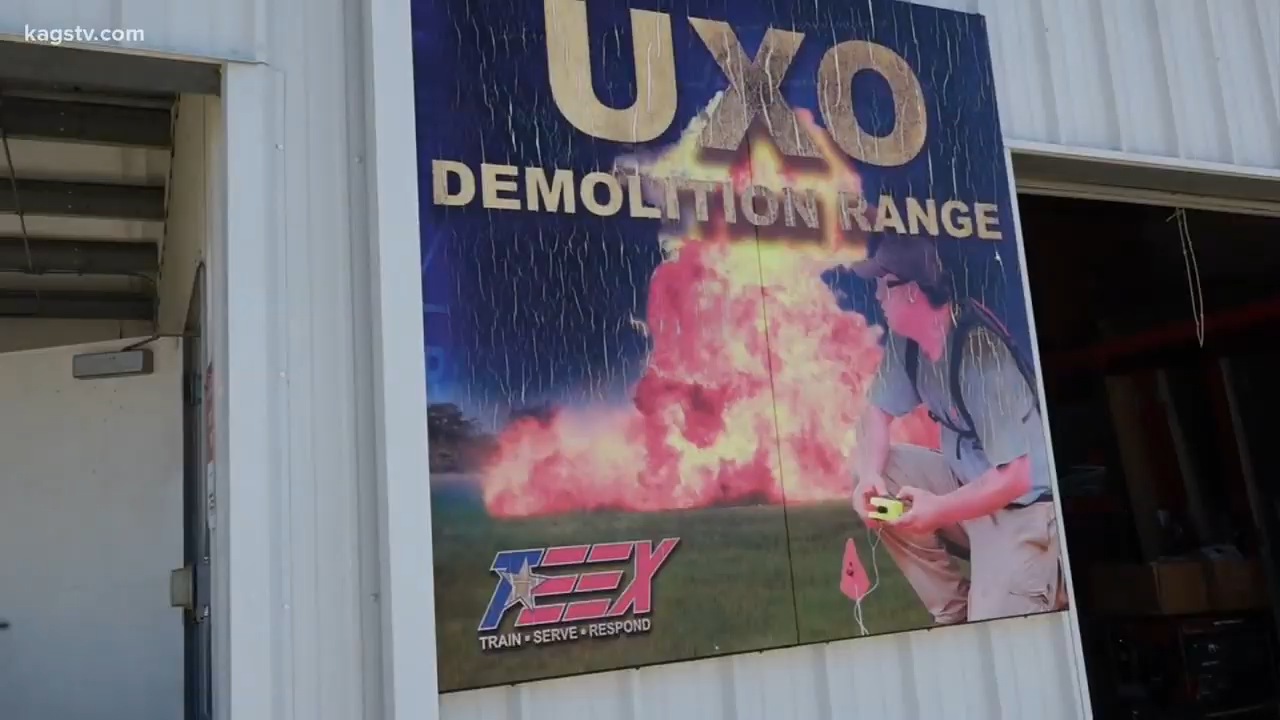 kagstv.com
UXO
DEMOLITION RANGE
TEEX
TRAIN ▪ SERVE ▪ RESPOND